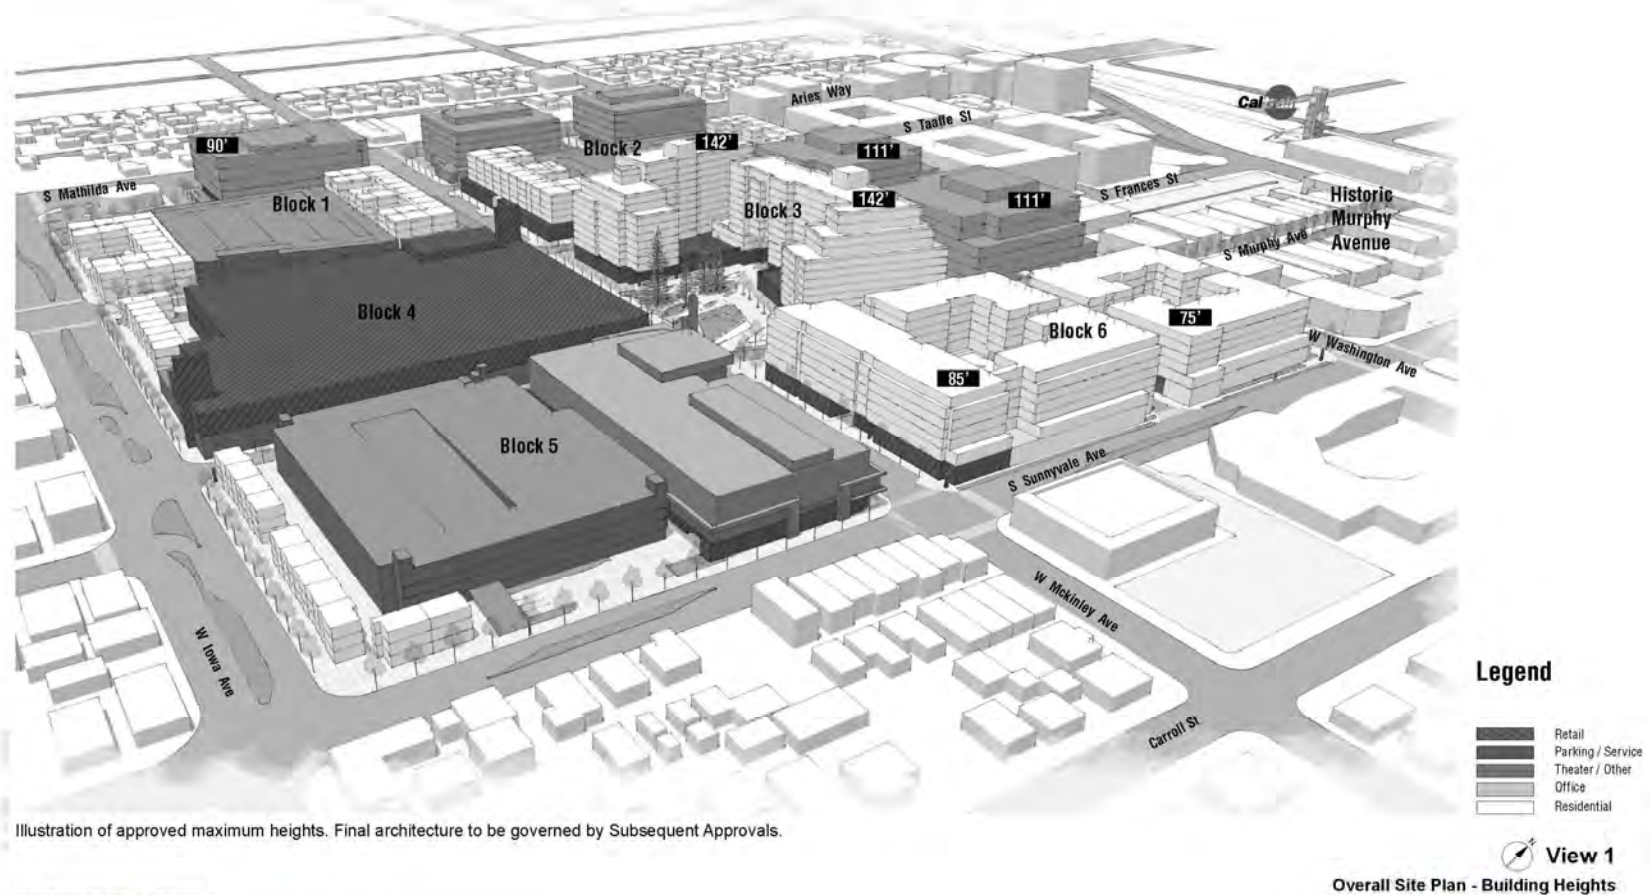 Aries Way
Caltrain
S Taaffe St
90'
Block 2
142'
111'
S Mathilda Ave
Block 1
S Frances St
Block 3
142'
111'
Historic
Murphy
Avenue
S Murphy Ave
Block 4
75'
Block 6
W Washington Ave
85'
Block 5
S Sunnyvale Ave
W Mckinley Ave
W Iowa Ave
Carroll St
Legend
Retail
Parking / Service
Theater / Other
Office
Residential
Illustration of approved maximum heights. Final architecture to be governed by Subsequent Approvals.
N
View 1
Overall Site Plan - Building Heights